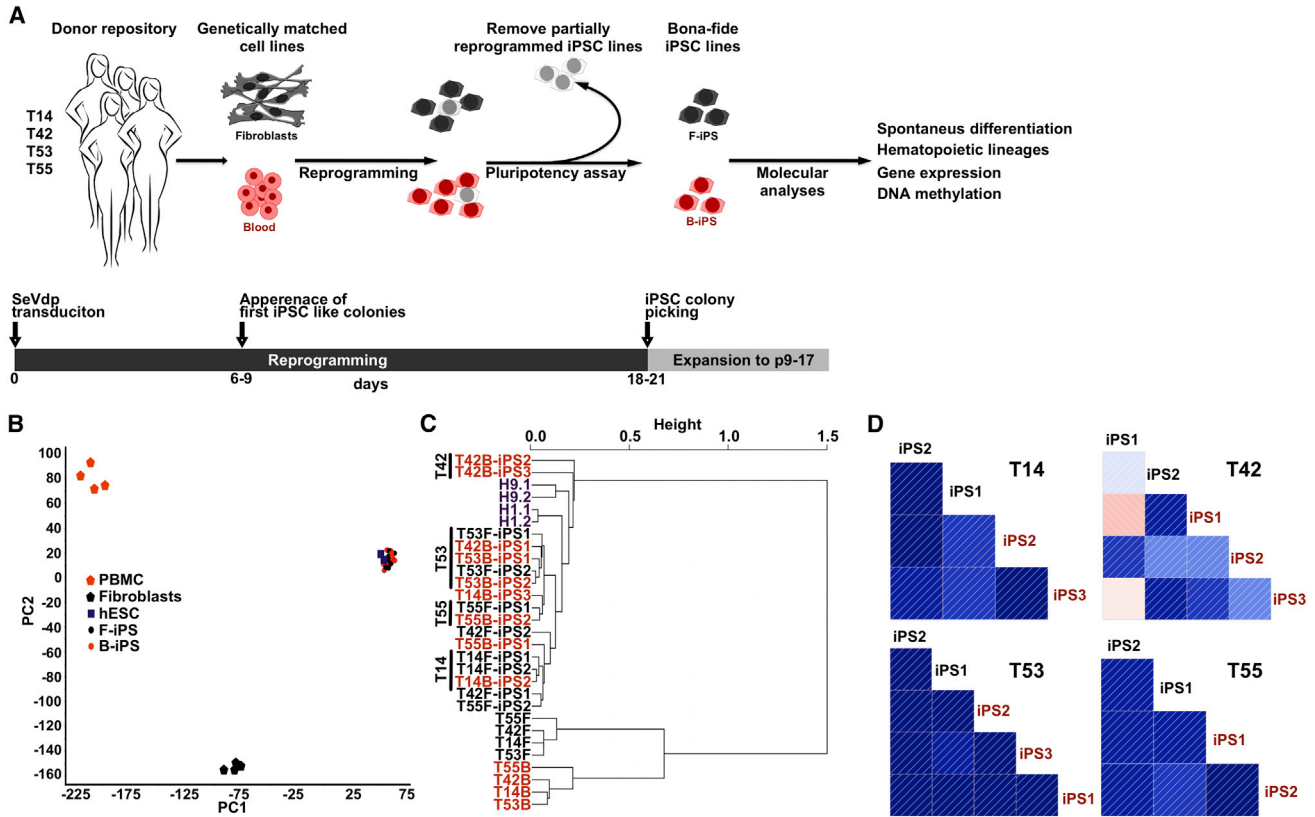 A
Donor repository
Genetically matched
cell lines
Remove partially
reprogrammed iPSC lines
Bona-fide
iPSC lines
T14
T42
T53
T55
Fibroblasts
Blood
Reprogramming
Pluripotency assay
F-iPS
B-iPS
Molecular
analyses
Spontaneus differentiation
Hematopoietic lineages
Gene expression
DNA methylation
SeVdp
transduciton
Apperenace of
first iPSC like colonies
iPSC colony
picking
Reprogramming
Expansion to p9-17
0
6-9
days
18-21
B
100
80
60
40
20
0
-20
-40
-60
-80
-100
-120
-140
-160
PC2
PBMC
Fibroblasts
hESC
F-iPS
B-iPS
-225 -175 -125 -75 -25 25 75
PC1
C
Height
0.0 0.5 1.0 1.5
T42
T53
T55
T14
T42B-iPS2
T42B-iPS3
H9.1
H9.2
H1.1
H1.2
T53F-iPS1
T42B-iPS1
T53B-iPS1
T53F-iPS2
T53B-iPS2
T14B-iPS3
T55F-iPS1
T55B-iPS2
T42F-iPS2
T55B-iPS1
T14F-iPS1
T14F-iPS2
T14B-iPS2
T42F-iPS1
T55F-iPS2
T55F
T42F
T14F
T53F
T55B
T42B
T14B
T53B
D
T14
iPS2
iPS1
iPS2
iPS3
T42
iPS1
iPS2
iPS1
iPS2
iPS3
T53
iPS2
iPS1
iPS2
iPS3
iPS1
T55
iPS2
iPS1
iPS1
iPS2